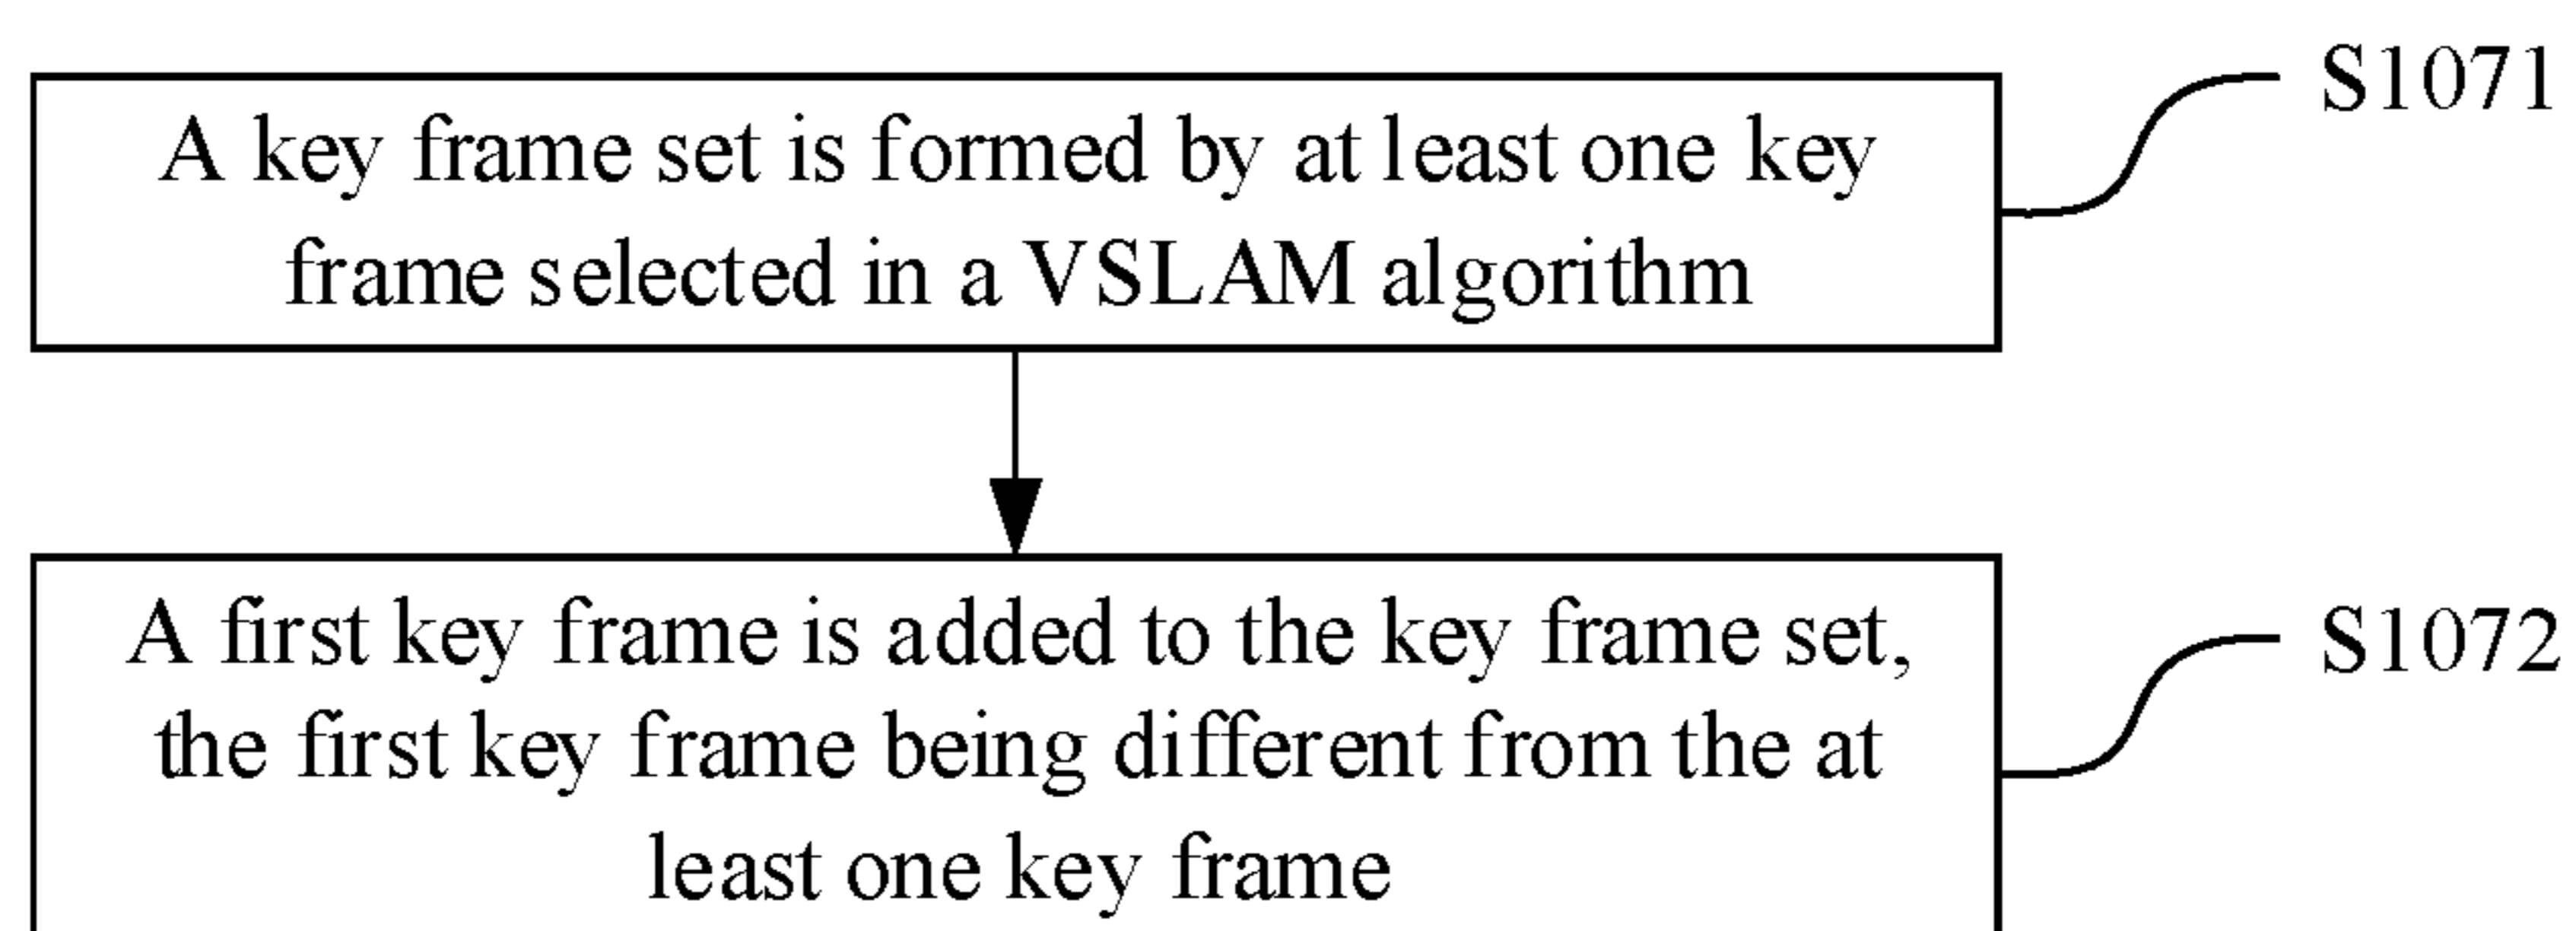 S1071
A key frame set is formed by at least one key
frame selected in a VSLAM algorithm
A first key frame is added to the key frame set,
S1072
the first key frame being different from the at
least one key frame